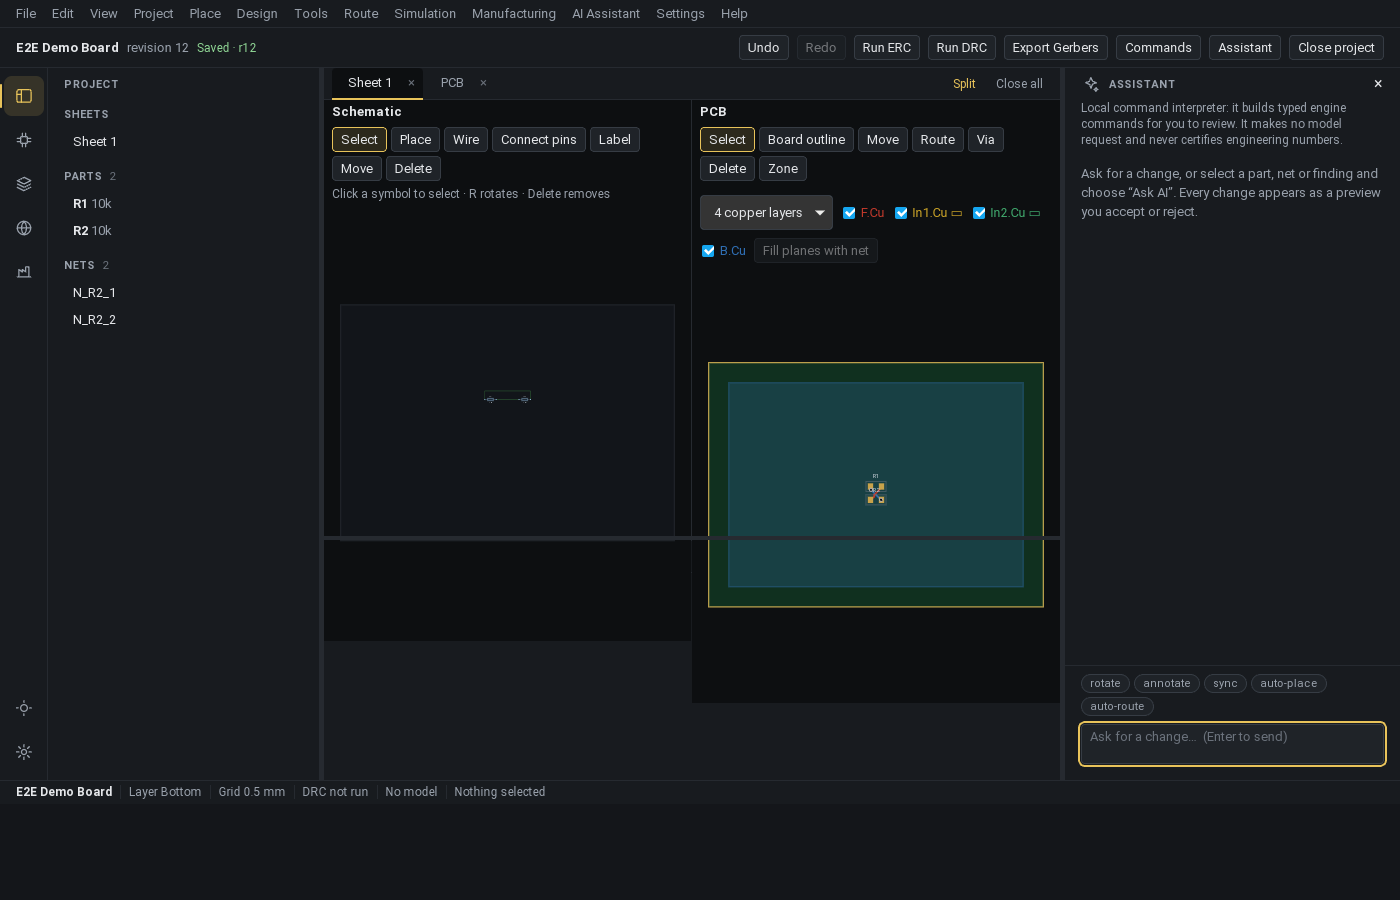 File Edit View Project Place Design Tools Route Simulation Manufacturing AI Assistant Settings Help
E2E Demo Board revision 12 Saved · r12
Undo Redo Run ERC Run DRC Export Gerbers Commands Assistant Close project
PROJECT
SHEETS
Sheet 1
PARTS 2
R1 10k
R2 10k
NETS 2
N_R2_1
N_R2_2
Sheet 1 × PCB × Split Close all
Schematic
Select Place Wire Connect pins Label
Move Delete
Click a symbol to select · R rotates · Delete removes
PCB
Select Board outline Move Route Via
Delete Zone
4 copper layers F.Cu In1.Cu In2.Cu
B.Cu Fill planes with net
R1
ASSISTANT ×
Local command interpreter: it builds typed engine
commands for you to review. It makes no model
request and never certifies engineering numbers.
Ask for a change, or select a part, net or finding and
choose “Ask AI”. Every change appears as a preview
you accept or reject.
rotate annotate sync auto-place
auto-route
Ask for a change… (Enter to send)
E2E Demo Board Layer Bottom Grid 0.5 mm DRC not run No model Nothing selected